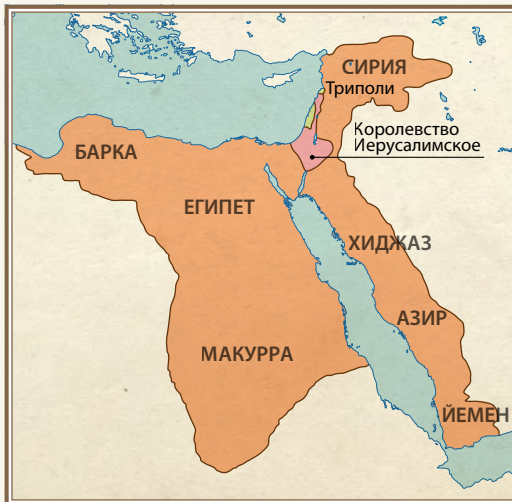 СИРИЯ
Триполи
Королевство
Иерусалимское
БАРКА
ЕГИПЕТ
ХИДЖАЗ
АЗИР
МАКУРРА
ЙЕМЕН